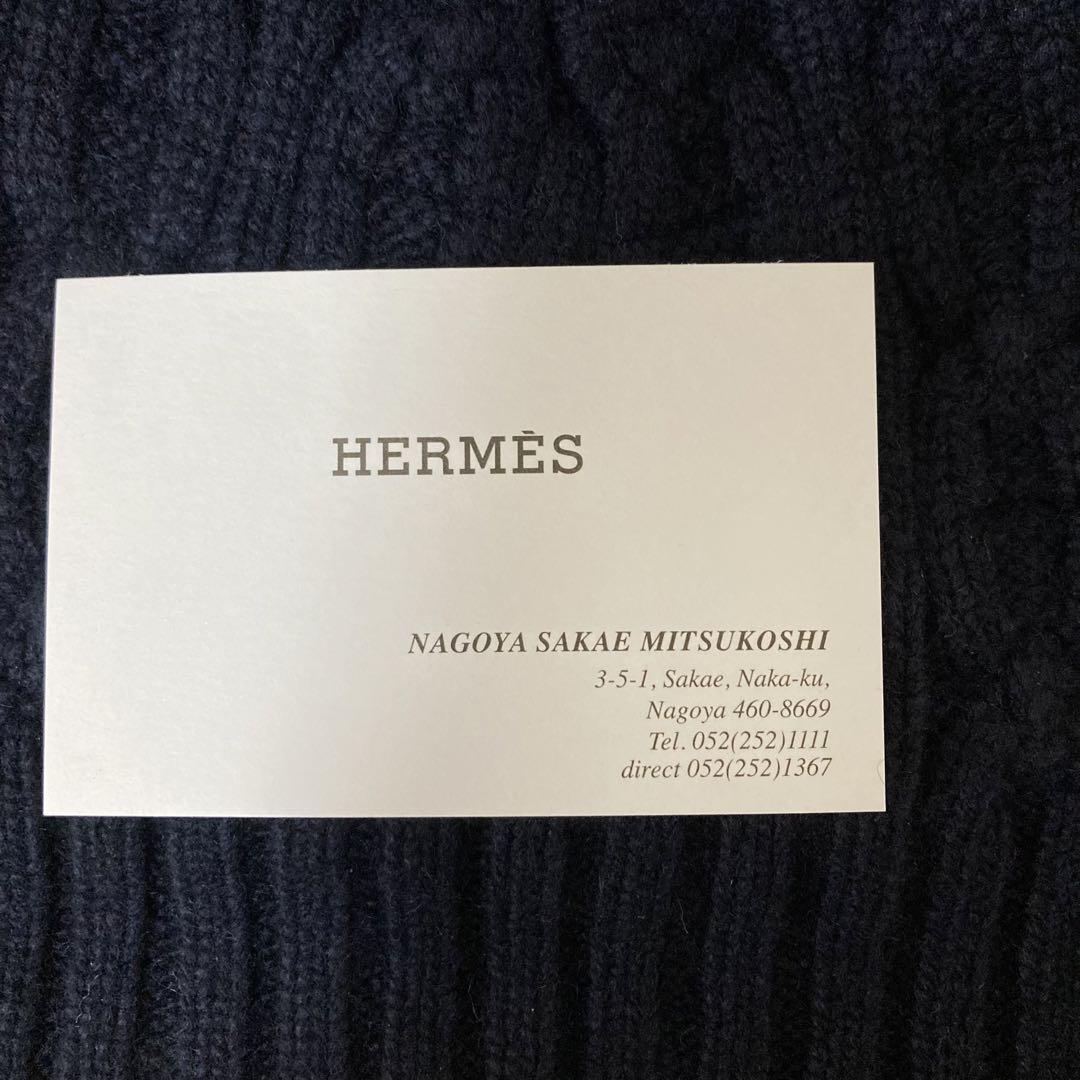 HERMÈS
NAGOYA SAKAE MITSUKOSHI
3-5-1, Sakae, Naka-ku,
Nagoya 460-8669
Tel. 052(252)1111
direct 052(252)1367